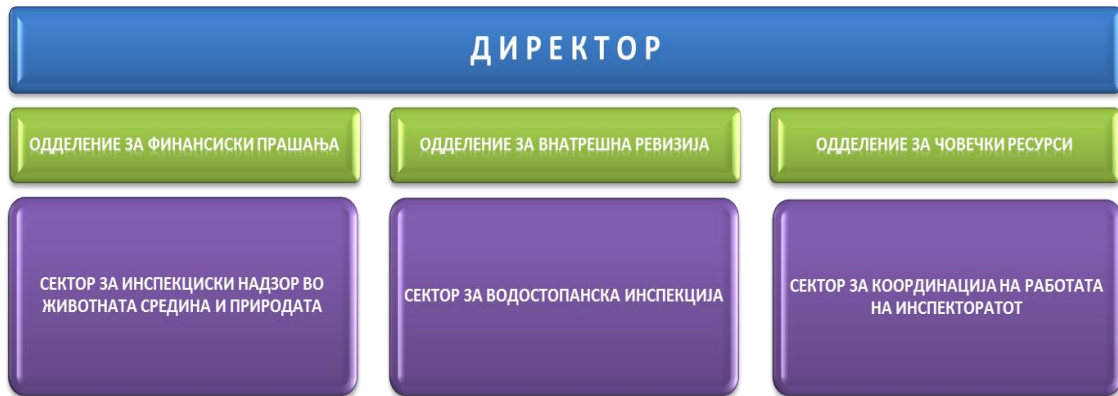 ДИРЕКТОР
ОДДЕЛЕНИЕ ЗА ФИНАНСИСКИ ПРАШАЊА
ОДДЕЛЕНИЕ ЗА ВНАТРЕШНА РЕВИЗИЈА
ОДДЕЛЕНИЕ ЗА ЧОВЕЧКИ РЕСУРСИ
СЕКТОР ЗА ИНСПЕКЦИСКИ НАДЗОР ВО
ЖИВОТНАТА СРЕДИНА И ПРИРОДАТА
СЕКТОР ЗА ВОДОСТОПАНСКА ИНСПЕКЦИЈА
СЕКТОР ЗА КООРДИНАЦИЈА НА РАБОТАТА
НА ИНСПЕКТОРАТОТ